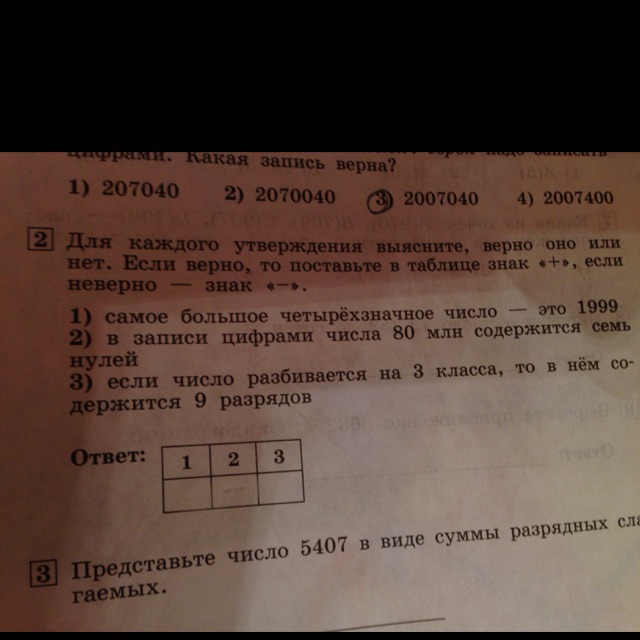 цифрами. Какая запись верна?
1) 207040 2) 2070040 3) 2007040 4) 2007400
2 Для каждого утверждения выясните, верно оно или
нет. Если верно, то поставьте в таблице знак «+», если
неверно — знак «−».
1) самое большое четырёхзначное число — это 1999
2) в записи цифрами числа 80 млн содержится семь
нулей
3) если число разбивается на 3 класса, то в нём со-
держится 9 разрядов
Ответ: 1 2 3
3 Представьте число 5407 в виде суммы разрядных сла
гаемых.